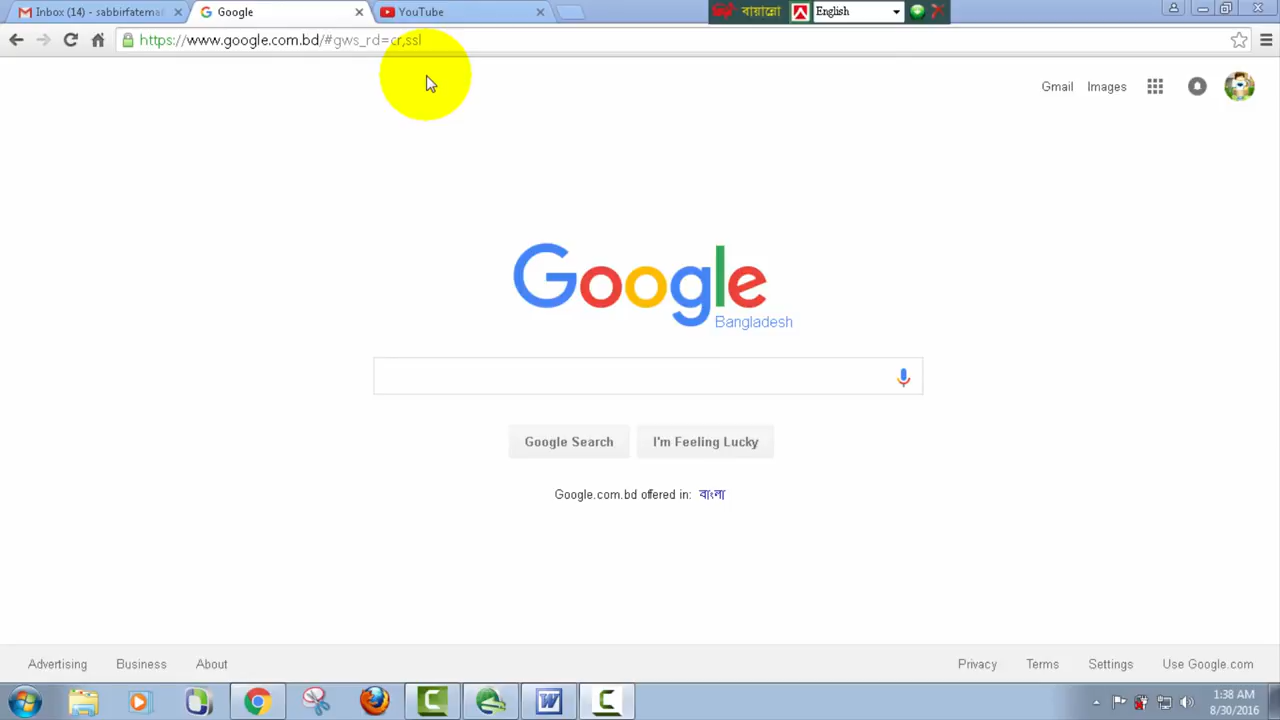 Inbox (14) - sabbirfatemah
Google
YouTube
বায়ান্নো
English
https://www.google.com.bd/#gws_rd=cr,ssl
Gmail
Images
Google
Bangladesh
Google Search
I'm Feeling Lucky
Google.com.bd offered in: বাংলা
Advertising
Business
About
Privacy
Terms
Settings
Use Google.com
1:38 AM
8/30/2016